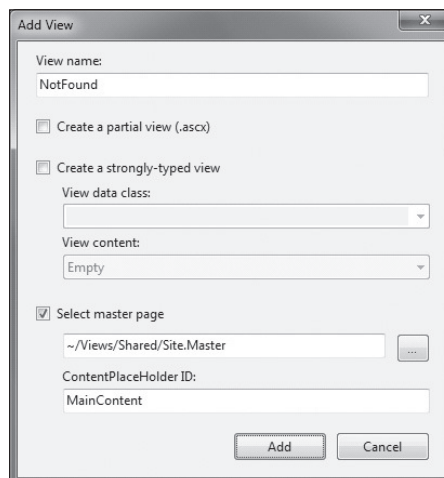 Add View
View name:
NotFound
Create a partial view (.ascx)
Create a strongly-typed view
View data class:
View content:
Empty
Select master page
~/Views/Shared/Site.Master
...
ContentPlaceHolder ID:
MainContent
Add
Cancel